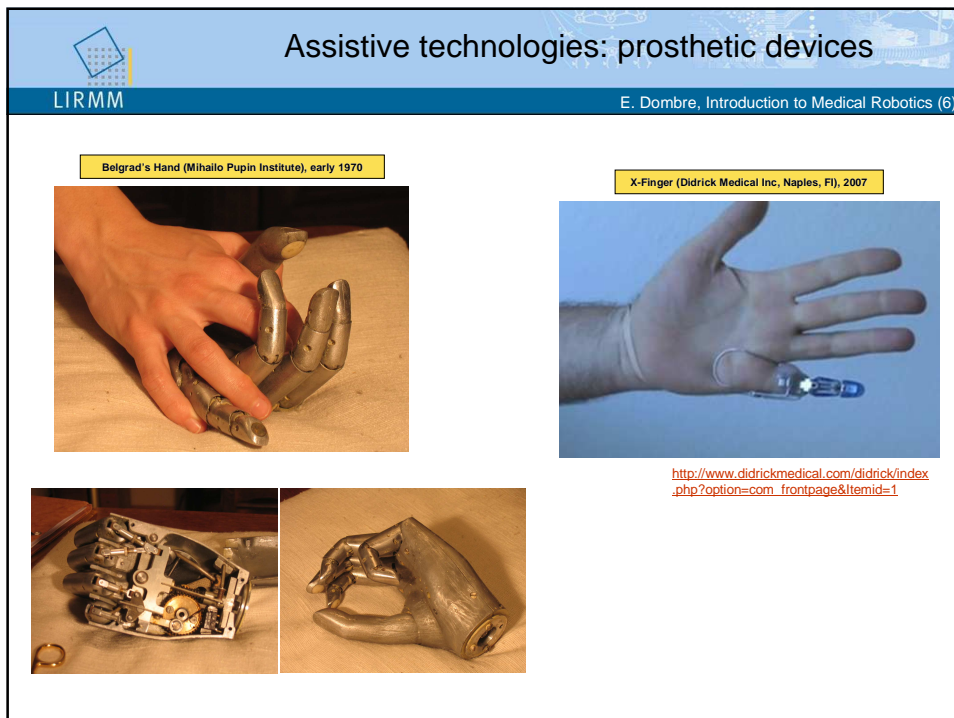 Assistive technologies: prosthetic devices
LIRMM
E. Dombre, Introduction to Medical Robotics (6)
Belgrad's Hand (Mihailo Pupin Institute), early 1970
X-Finger (Didrick Medical Inc, Naples, Fl), 2007
http://www.didrickmedical.com/didrick/index
.php?option=com_frontpage&Itemid=1